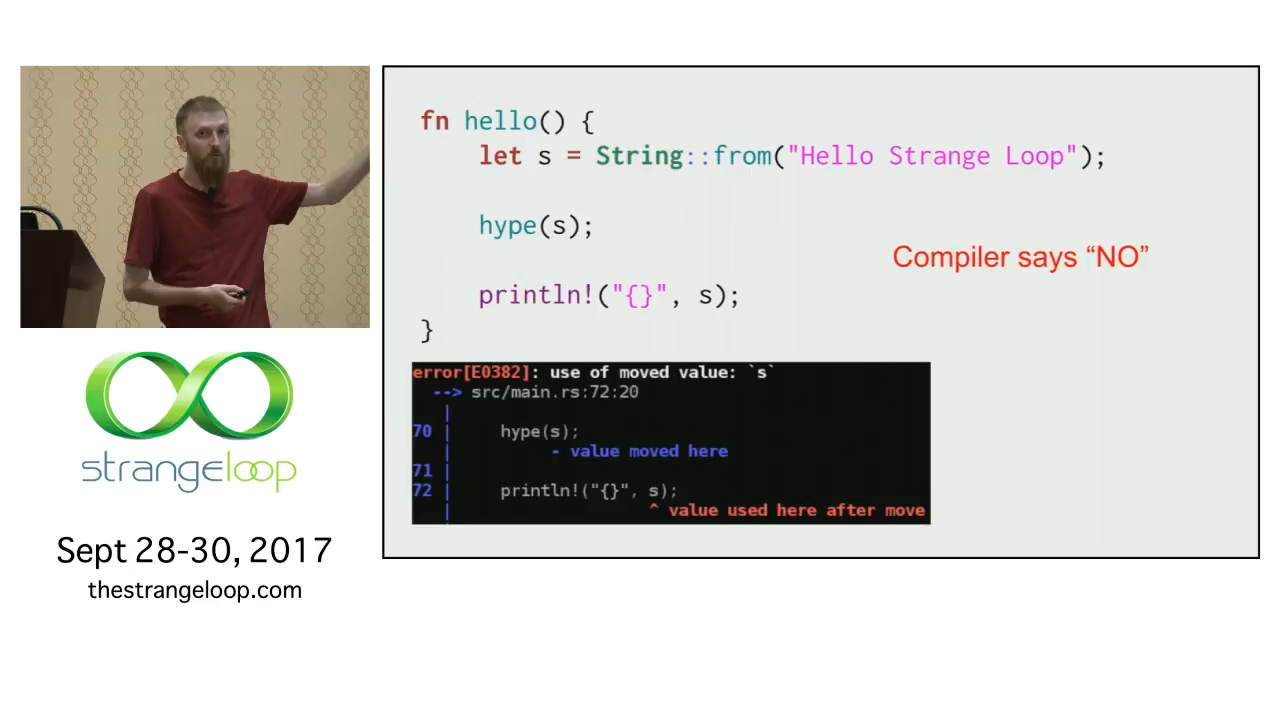 fn hello() {
let s = String::from("Hello Strange Loop");
hype(s);
println!("{}", s);
}
Compiler says “NO”
error[E0382]: use of moved value: `s`
--> src/main.rs:72:20
|
70 |     hype(s);
|          - value moved here
71 |
72 |     println!("{}", s);
|                    ^ value used here after move
strangeloop
Sept 28-30, 2017
thestrangeloop.com